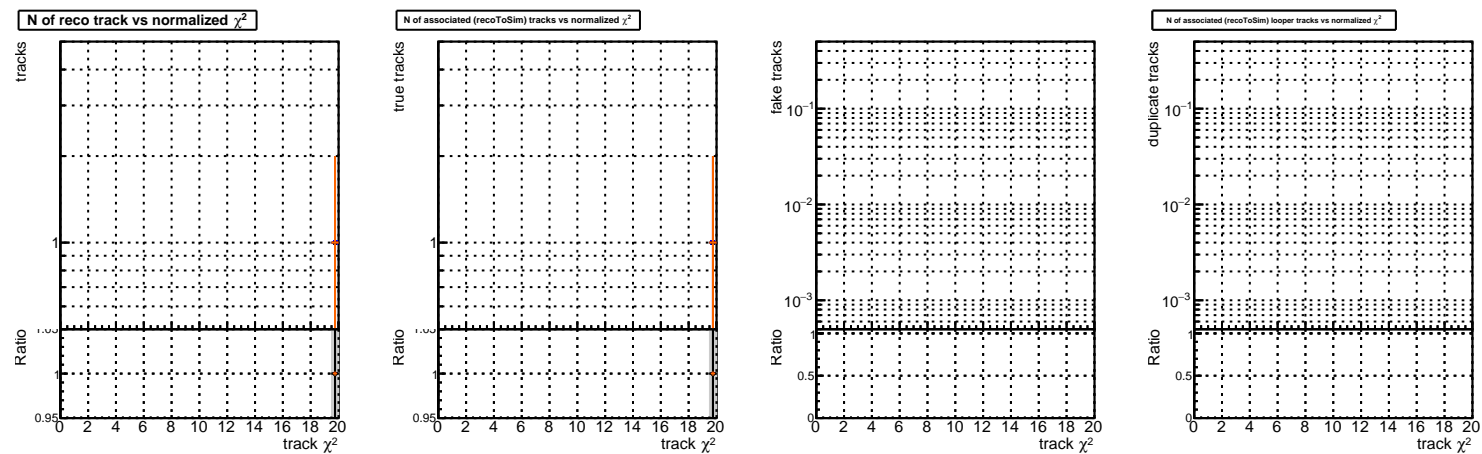 N of reco track vs normalized χ²
tracks
1
Ratio
1.05
1
0.95
0 2 4 6 8 10 12 14 16 18 20
track χ²
N of associated (recoToSim) tracks vs normalized χ²
true tracks
1
Ratio
1.05
1
0.95
0 2 4 6 8 10 12 14 16 18 20
track χ²
fake tracks
10⁻¹
10⁻²
10⁻³
Ratio
1
0.5
0
0 2 4 6 8 10 12 14 16 18 20
track χ²
N of associated (recoToSim) looper tracks vs normalized χ²
duplicate tracks
10⁻¹
10⁻²
10⁻³
Ratio
1
0.5
0
0 2 4 6 8 10 12 14 16 18 20
track χ²